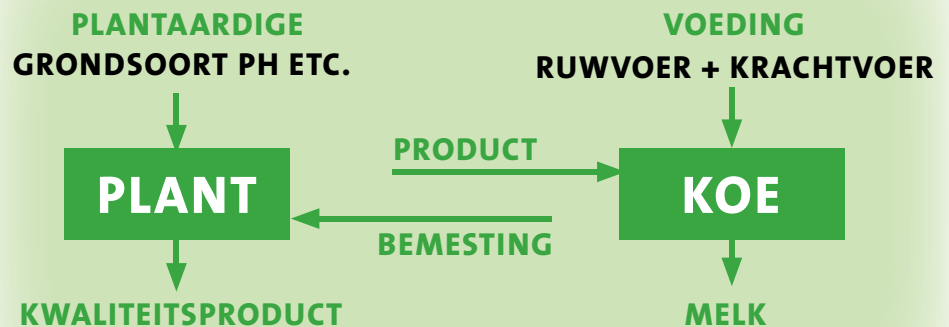 PLANTAARDIGE
GRONDSOORT PH ETC.
VOEDING
RUWVOER + KRACHTVOER
PLANT
PRODUCT
BEMESTING
KOE
KWALITEITSPRODUCT
MELK